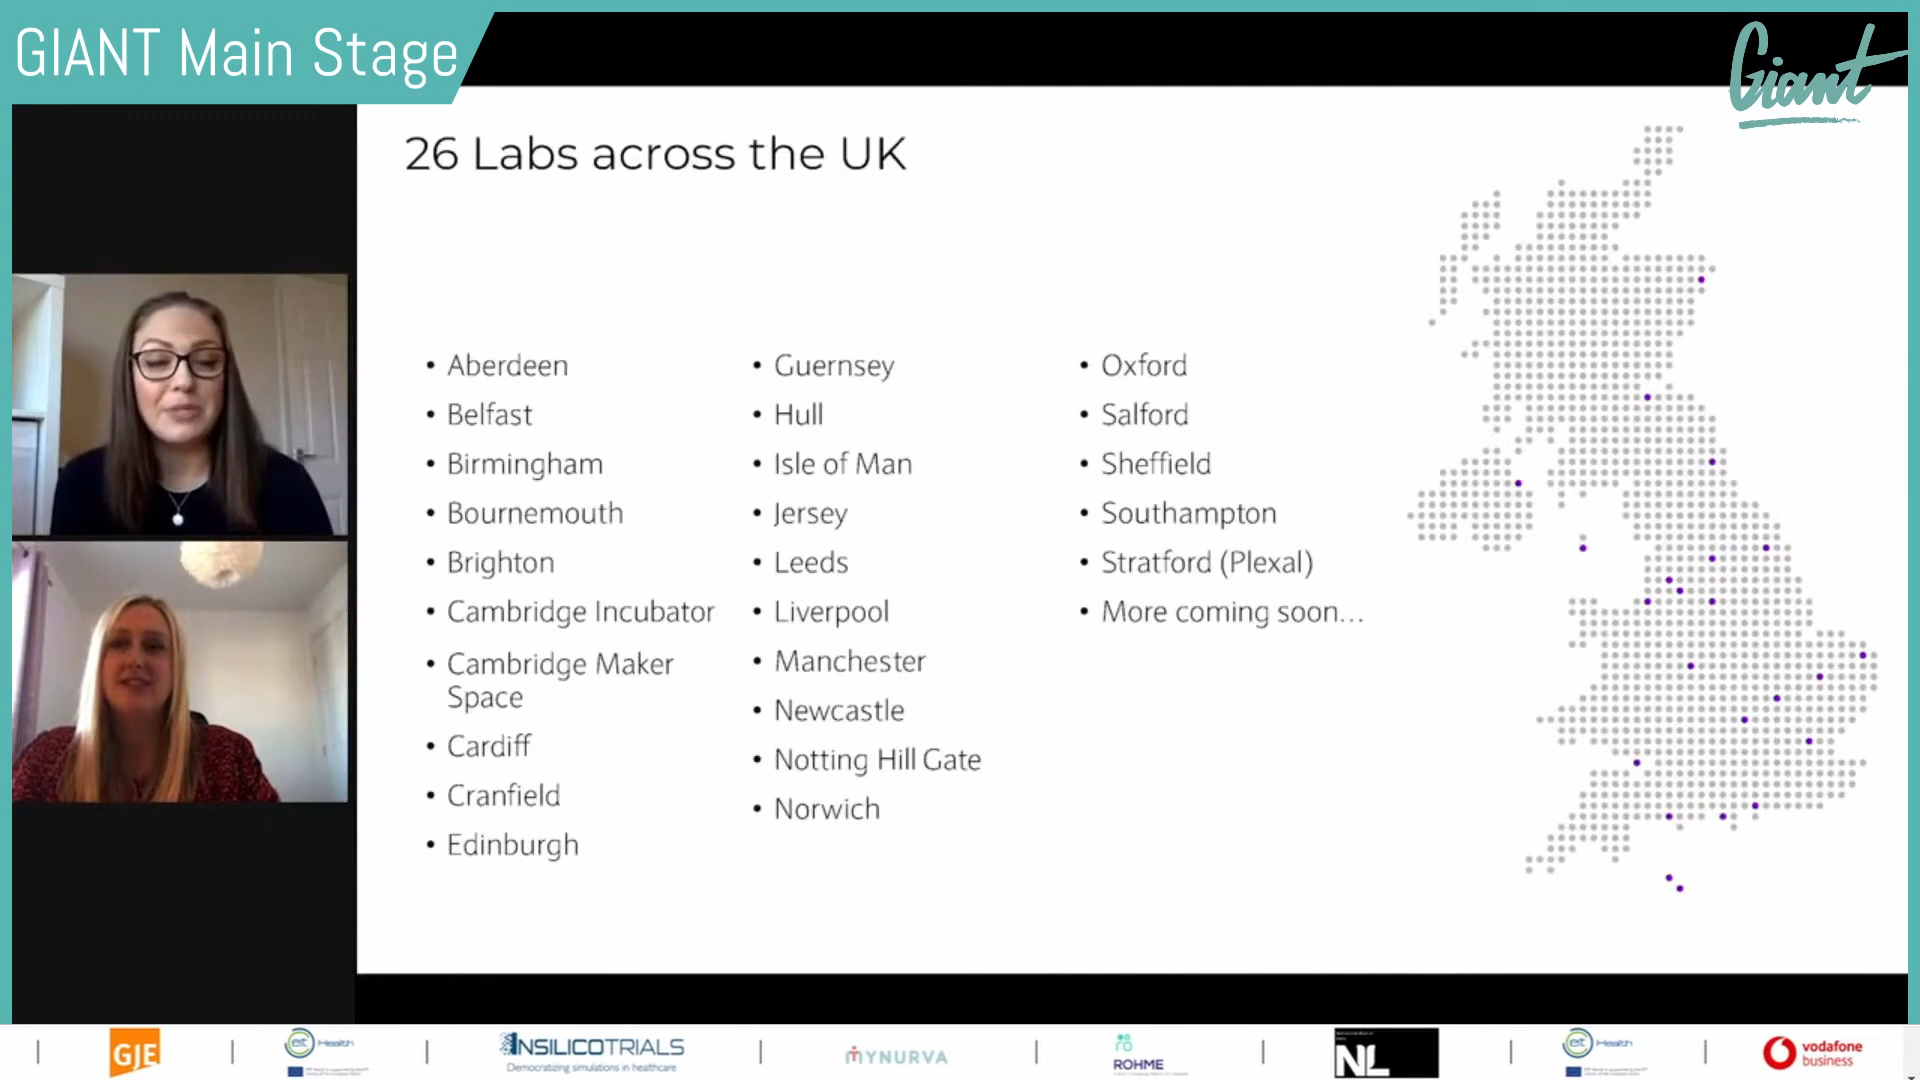 GIANT Main Stage
Giant
26 Labs across the UK
• Aberdeen
• Belfast
• Birmingham
• Bournemouth
• Brighton
• Cambridge Incubator
• Cambridge Maker
Space
• Cardiff
• Cranfield
• Edinburgh
• Guernsey
• Hull
• Isle of Man
• Jersey
• Leeds
• Liverpool
• Manchester
• Newcastle
• Notting Hill Gate
• Norwich
• Oxford
• Salford
• Sheffield
• Southampton
• Stratford (Plexal)
• More coming soon...
GJE
eit Health
INSILICOTRIALS
Democratizing simulations in healthcare
MYNURVA
ROHME
NL
eit Health
vodafone
business